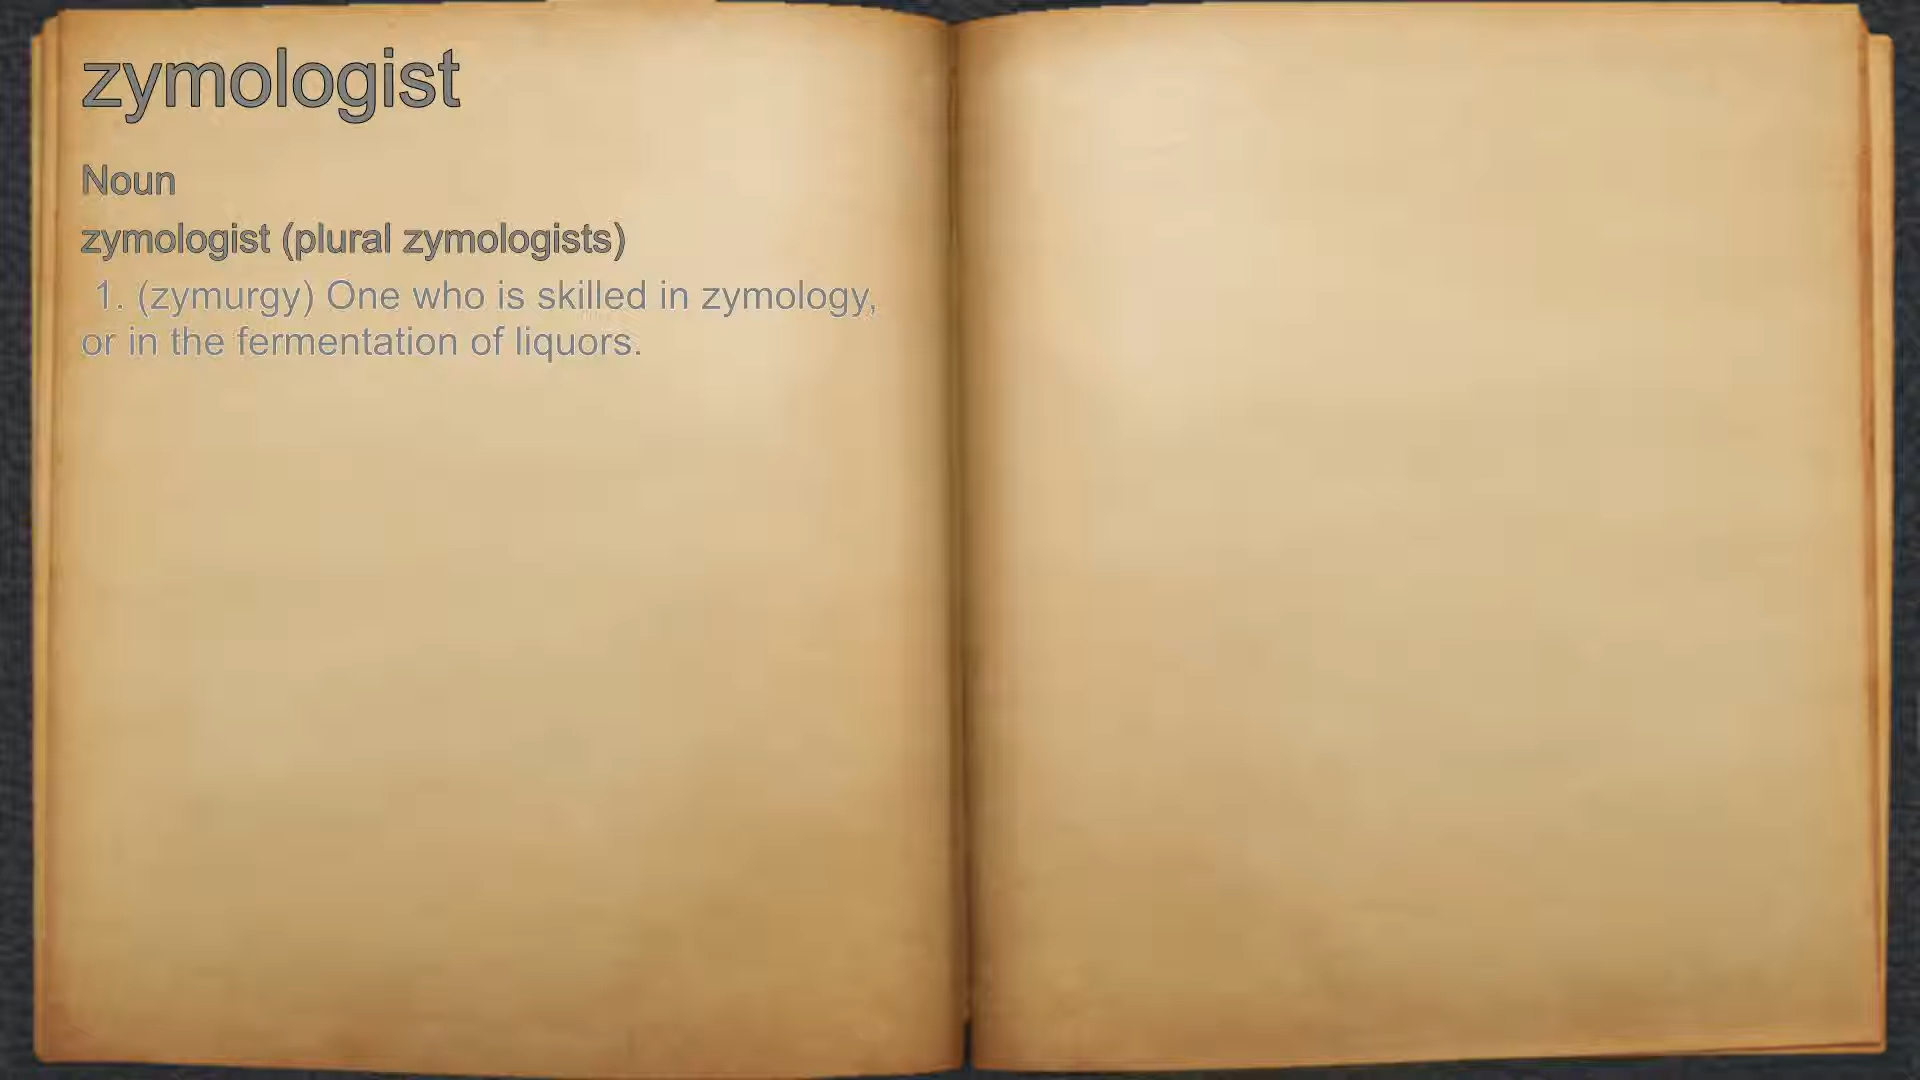 zymologist
Noun
zymologist (plural zymologists)
1. (zymurgy) One who is skilled in zymology,
or in the fermentation of liquors.